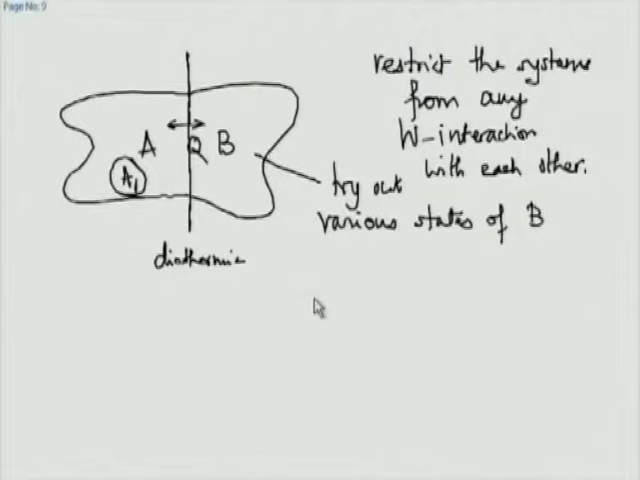 Page No: 9
restrict the systems
from any
W-interaction
with each other.
A
Q
B
A1
try out
various states of B
diathermic